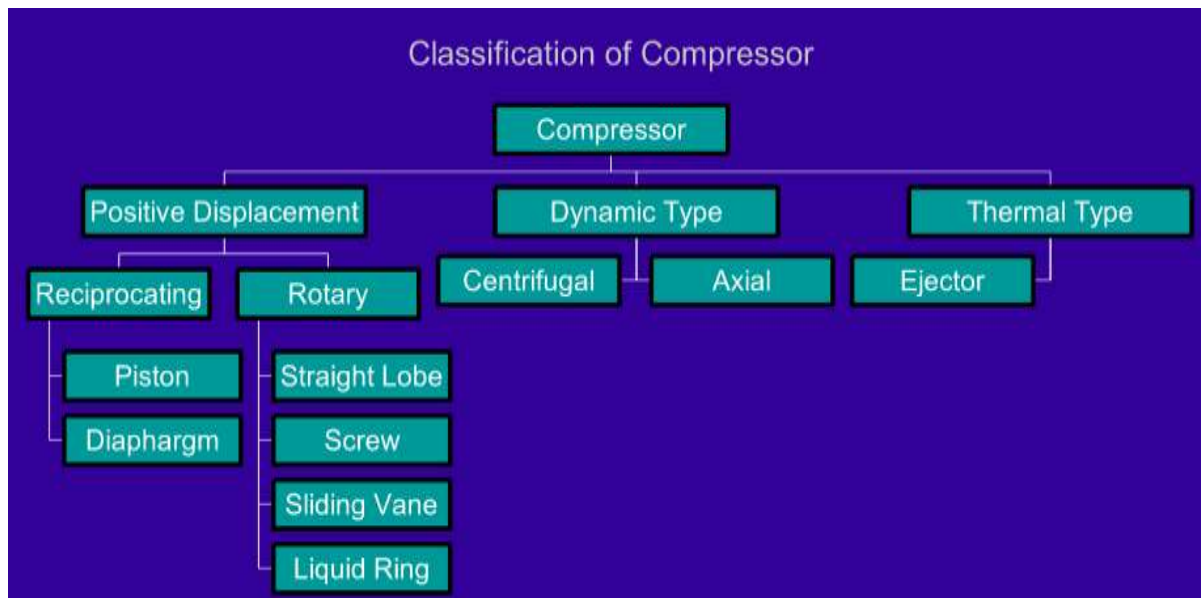 Classification of Compressor
Compressor
Positive Displacement
Dynamic Type
Thermal Type
Reciprocating
Rotary
Centrifugal
Axial
Ejector
Piston
Straight Lobe
Diaphargm
Screw
Sliding Vane
Liquid Ring